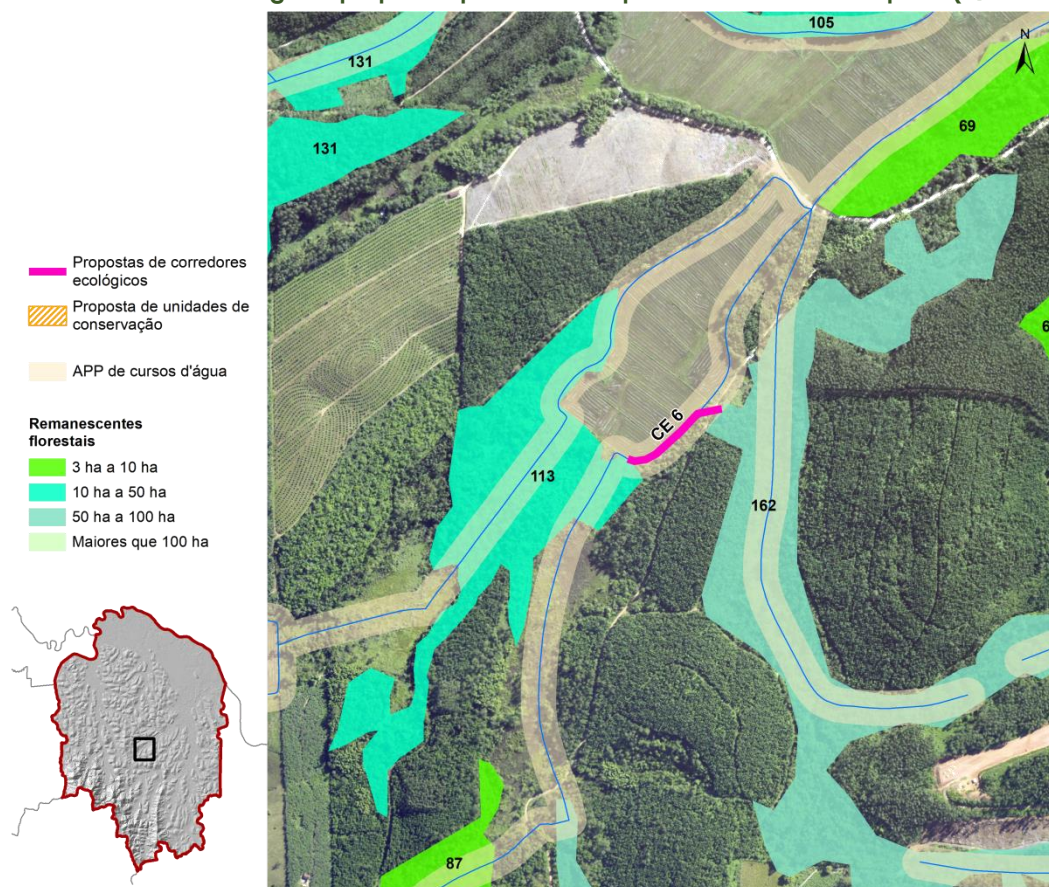 105
N
131
69
131
Propostas de corredores
ecológicos
Proposta de unidades de
conservação
APP de cursos d'água
CE 6
Remanescentes
florestais
3 ha a 10 ha
10 ha a 50 ha
50 ha a 100 ha
Maiores que 100 ha
113
162
87